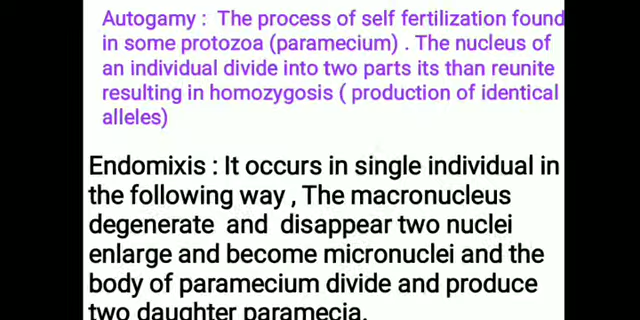 Autogamy : The process of self fertilization found
in some protozoa (paramecium) . The nucleus of
an individual divide into two parts its than reunite
resulting in homozygosis ( production of identical
alleles)
Endomixis : It occurs in single individual in
the following way , The macronucleus
degenerate and disappear two nuclei
enlarge and become micronuclei and the
body of paramecium divide and produce
two daughter paramecia.